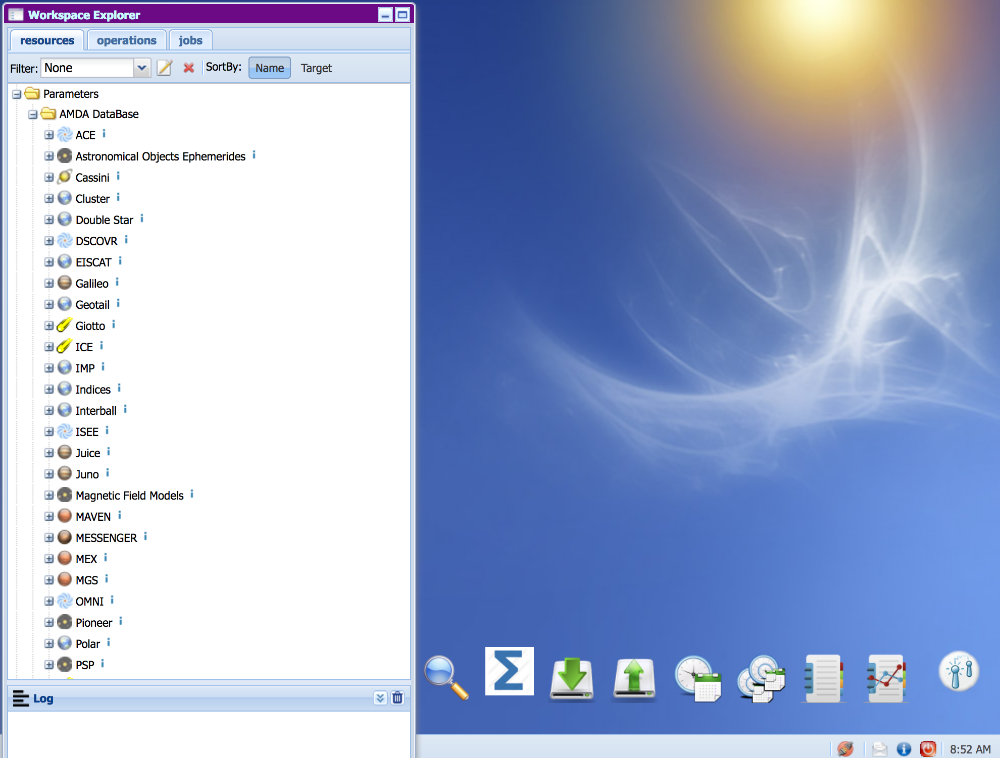 Workspace Explorer
resources operations jobs
Filter: None SortBy: Name Target
Parameters
AMDA DataBase
ACE i
Astronomical Objects Ephemerides i
Cassini i
Cluster i
Double Star i
DSCOVR i
EISCAT i
Galileo i
Geotail i
Giotto i
ICE i
IMP i
Indices i
Interball i
ISEE i
Juice i
Juno i
Magnetic Field Models i
MAVEN i
MESSENGER i
MEX i
MGS i
OMNI i
Pioneer i
Polar i
PSP i
Σ
Log
i 8:52 AM